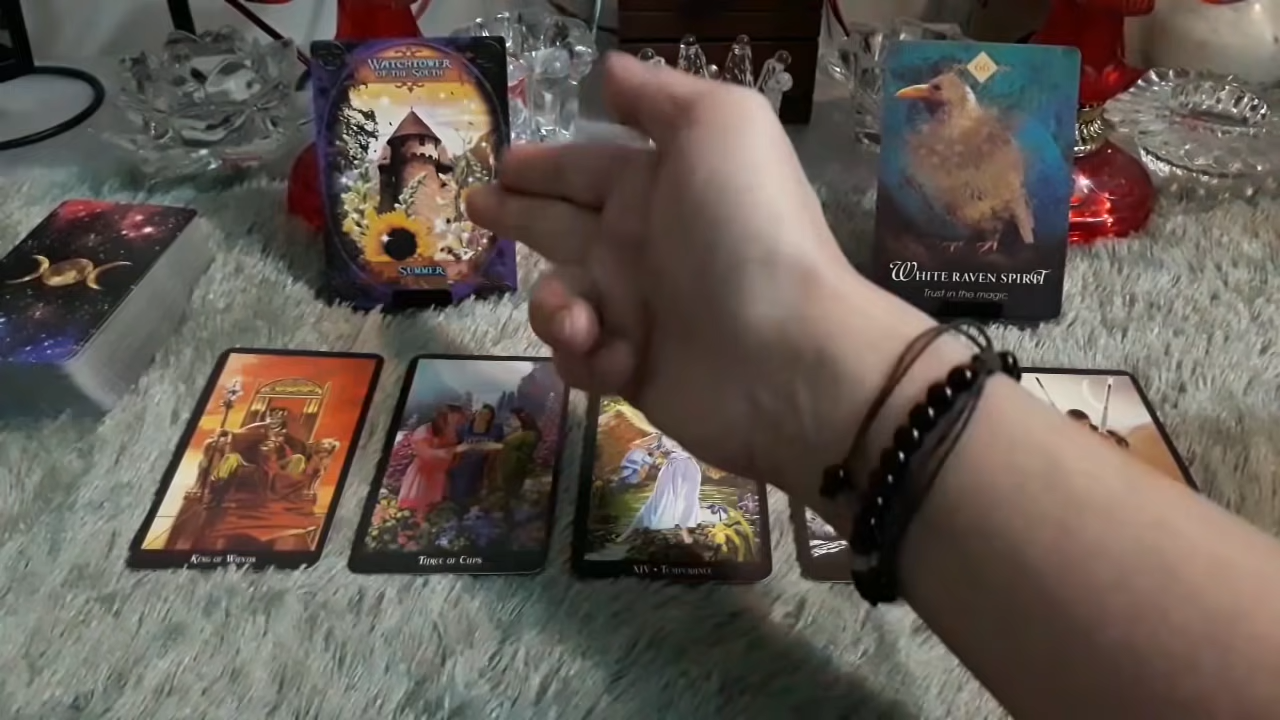 WATCHTOWER
OF THE SOUTH
SUMMER
66
WHITE RAVEN SPIRIT
Trust in the magic
KING OF WANDS
THREE OF CUPS
XIV • TEMPERANCE